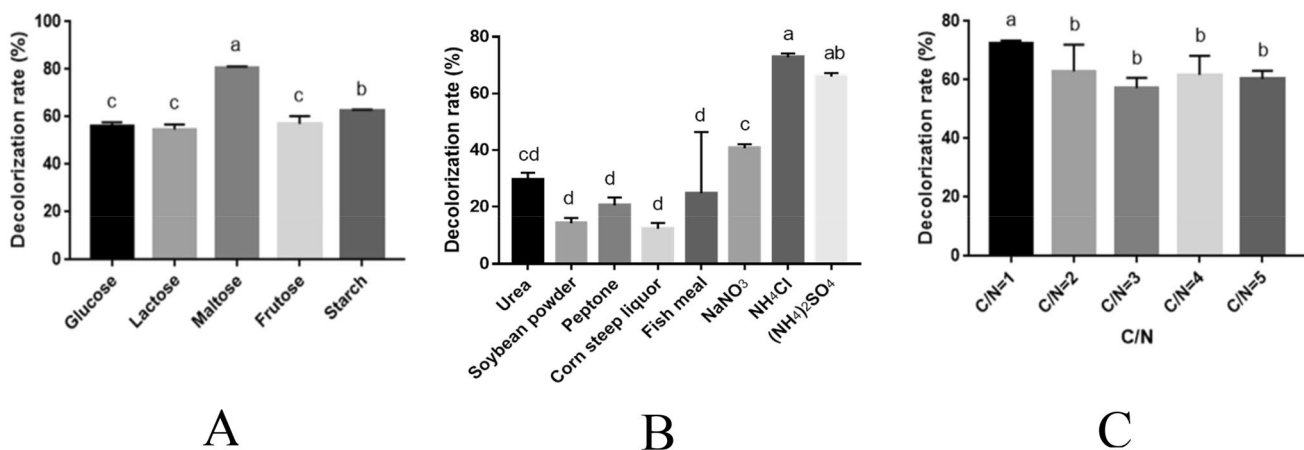 Decolorization rate (%)
100
80
60
40
20
0
c
c
a
c
b
Glucose
Lactose
Maltose
Frutose
Starch
A
Decolorization rate (%)
80
60
40
20
0
cd
d
d
d
d
c
a
ab
Urea
Soybean powder
Peptone
Corn steep liquor
Fish meal
NaNO3
NH4Cl
(NH4)2SO4
B
Decolorization rate (%)
80
60
40
20
0
a
b
b
b
b
C/N=1
C/N=2
C/N=3
C/N=4
C/N=5
C/N
C